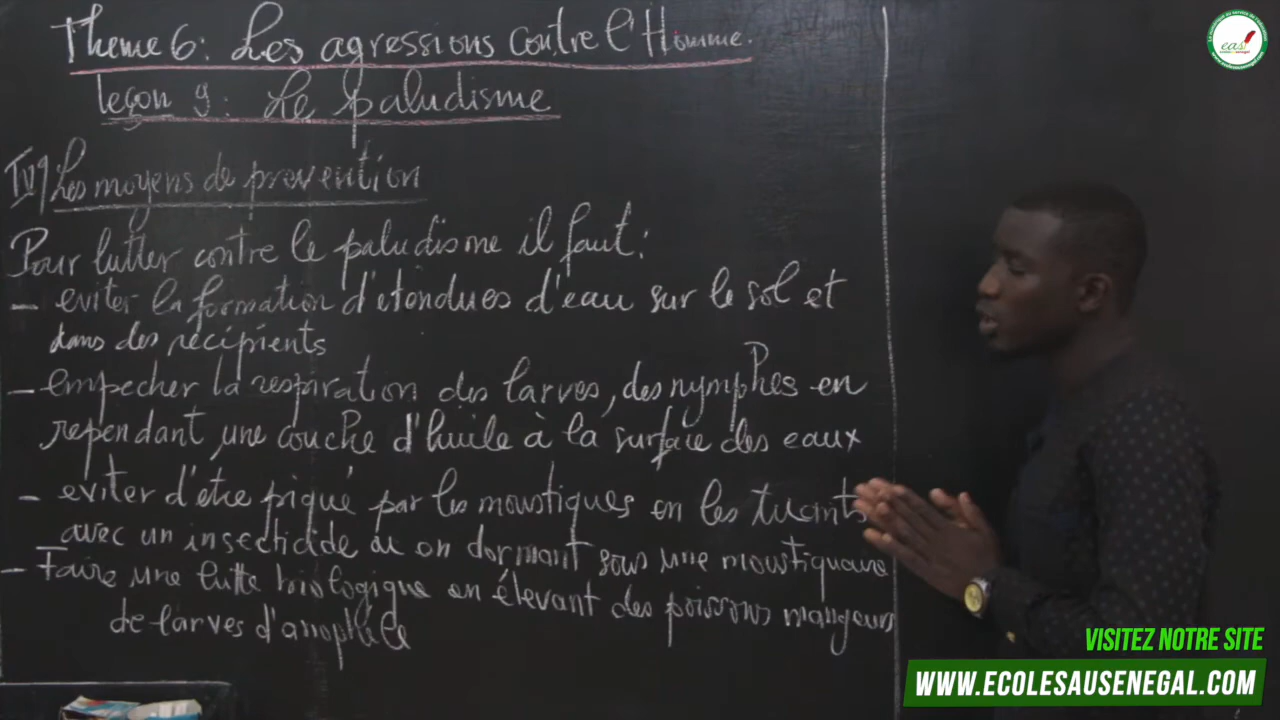 Theme 6: Les agressions contre l'Homme.
leçon 9: Le paludisme
IV) Les moyens de prevention
Pour lutter contre le paludisme il faut:
- eviter la formation d'etendues d'eau sur le sol et
dans des recipients
- empecher la respiration des larves, des nymphes en
rependant une couche d'huile à la surface des eaux
- eviter d'etre piqué par les moustiques en les tuants
avec un insecticide ou en dormant sous une moustiquaire
- Faire une lutte biologique en élevant des poissons mangeurs
de larves d'anophèle
eas
VISITEZ NOTRE SITE
WWW.ECOLESAUSENEGAL.COM